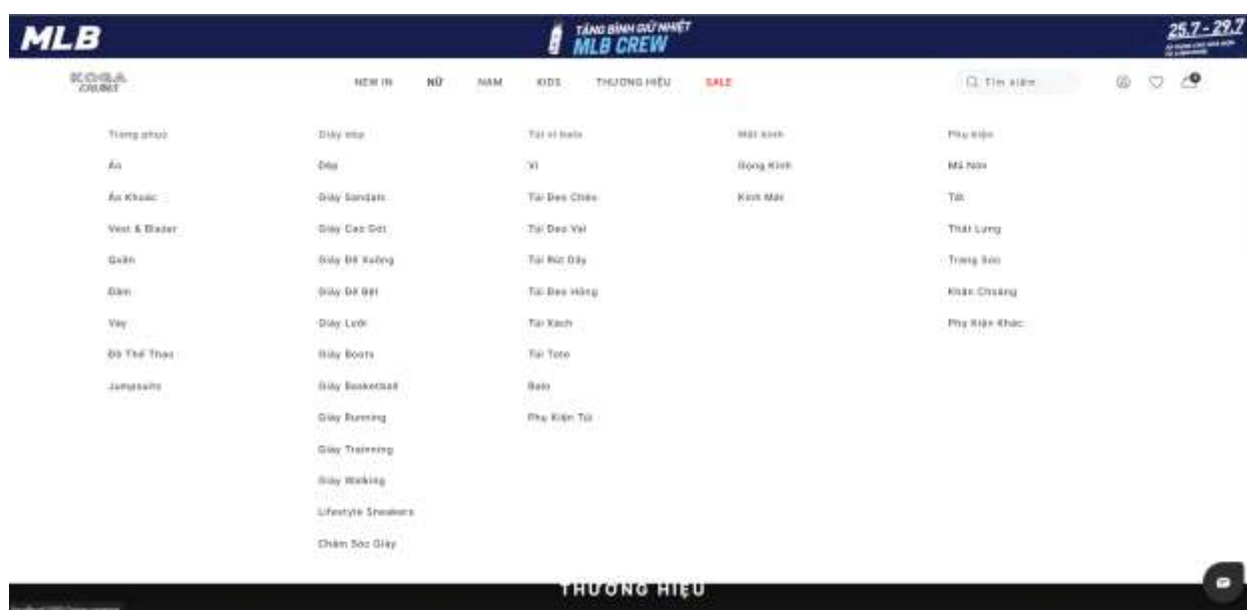 MLB
TẶNG BÌNH GIỮ NHIỆT
MLB CREW
25.7 - 29.7
NEW IN
NỮ
NAM
KIDS
THƯƠNG HIỆU
SALE
Tìm kiếm
0
Trang phục
Áo
Áo Khoác
Vest & Blazer
Quần
Đầm
Váy
Đồ Thể Thao
Jumpsuits
Giày dép
Dép
Giày Sandals
Giày Cao Gót
Giày Đế Xuồng
Giày Đế Bệt
Giày Lười
Giày Boots
Giày Basketball
Giày Running
Giày Trainning
Giày Walking
Lifestyle Sneakers
Chăm Sóc Giày
Túi ví balo
Ví
Túi Đeo Chéo
Túi Đeo Vai
Túi Rút Dây
Túi Đeo Hông
Túi Xách
Túi Tote
Balo
Phụ Kiện Túi
Mắt kính
Gọng Kính
Kính Mát
Phụ kiện
Mũ Nón
Tất
Thắt Lưng
Trang Sức
Khăn Choàng
Phụ Kiện Khác
THƯƠNG HIỆU